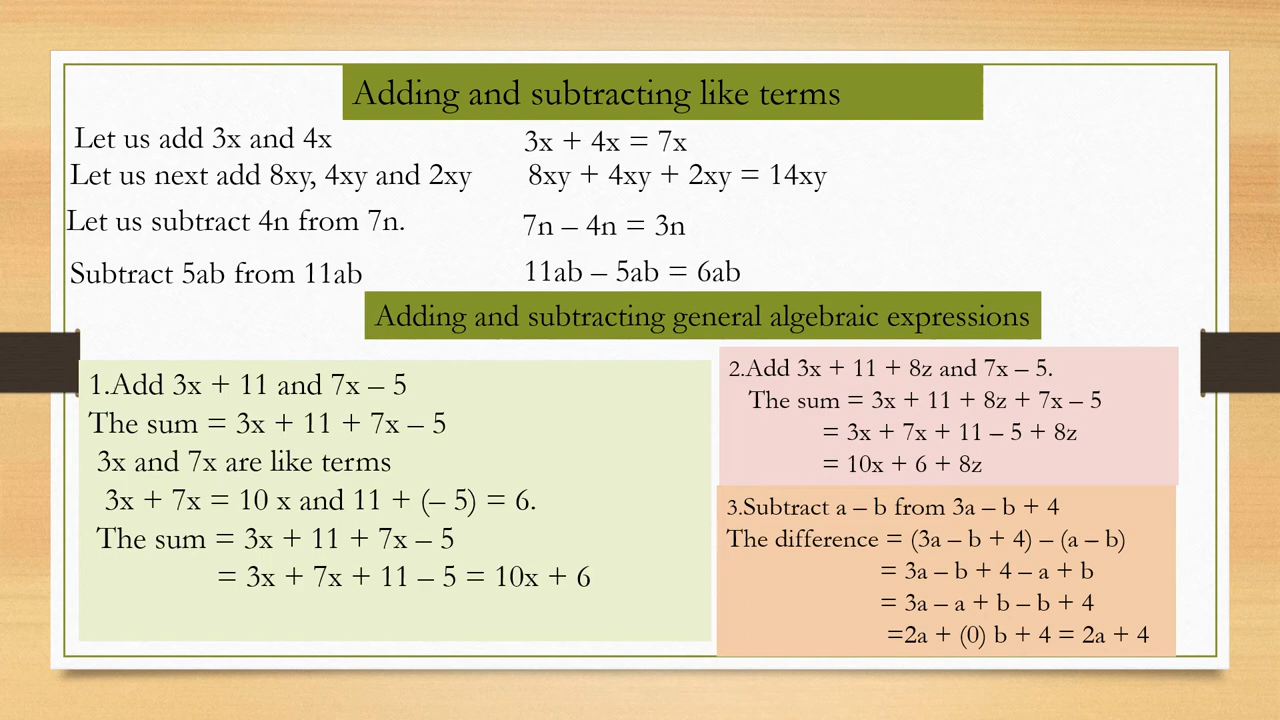 Adding and subtracting like terms
Let us add 3x and 4x
3x + 4x = 7x
Let us next add 8xy, 4xy and 2xy
8xy + 4xy + 2xy = 14xy
Let us subtract 4n from 7n.
7n – 4n = 3n
Subtract 5ab from 11ab
11ab – 5ab = 6ab
Adding and subtracting general algebraic expressions
1.Add 3x + 11 and 7x – 5
The sum = 3x + 11 + 7x – 5
3x and 7x are like terms
3x + 7x = 10 x and 11 + (– 5) = 6.
The sum = 3x + 11 + 7x – 5
= 3x + 7x + 11 – 5 = 10x + 6
2.Add 3x + 11 + 8z and 7x – 5.
The sum = 3x + 11 + 8z + 7x – 5
= 3x + 7x + 11 – 5 + 8z
= 10x + 6 + 8z
3.Subtract a – b from 3a – b + 4
The difference = (3a – b + 4) – (a – b)
= 3a – b + 4 – a + b
= 3a – a + b – b + 4
=2a + (0) b + 4 = 2a + 4